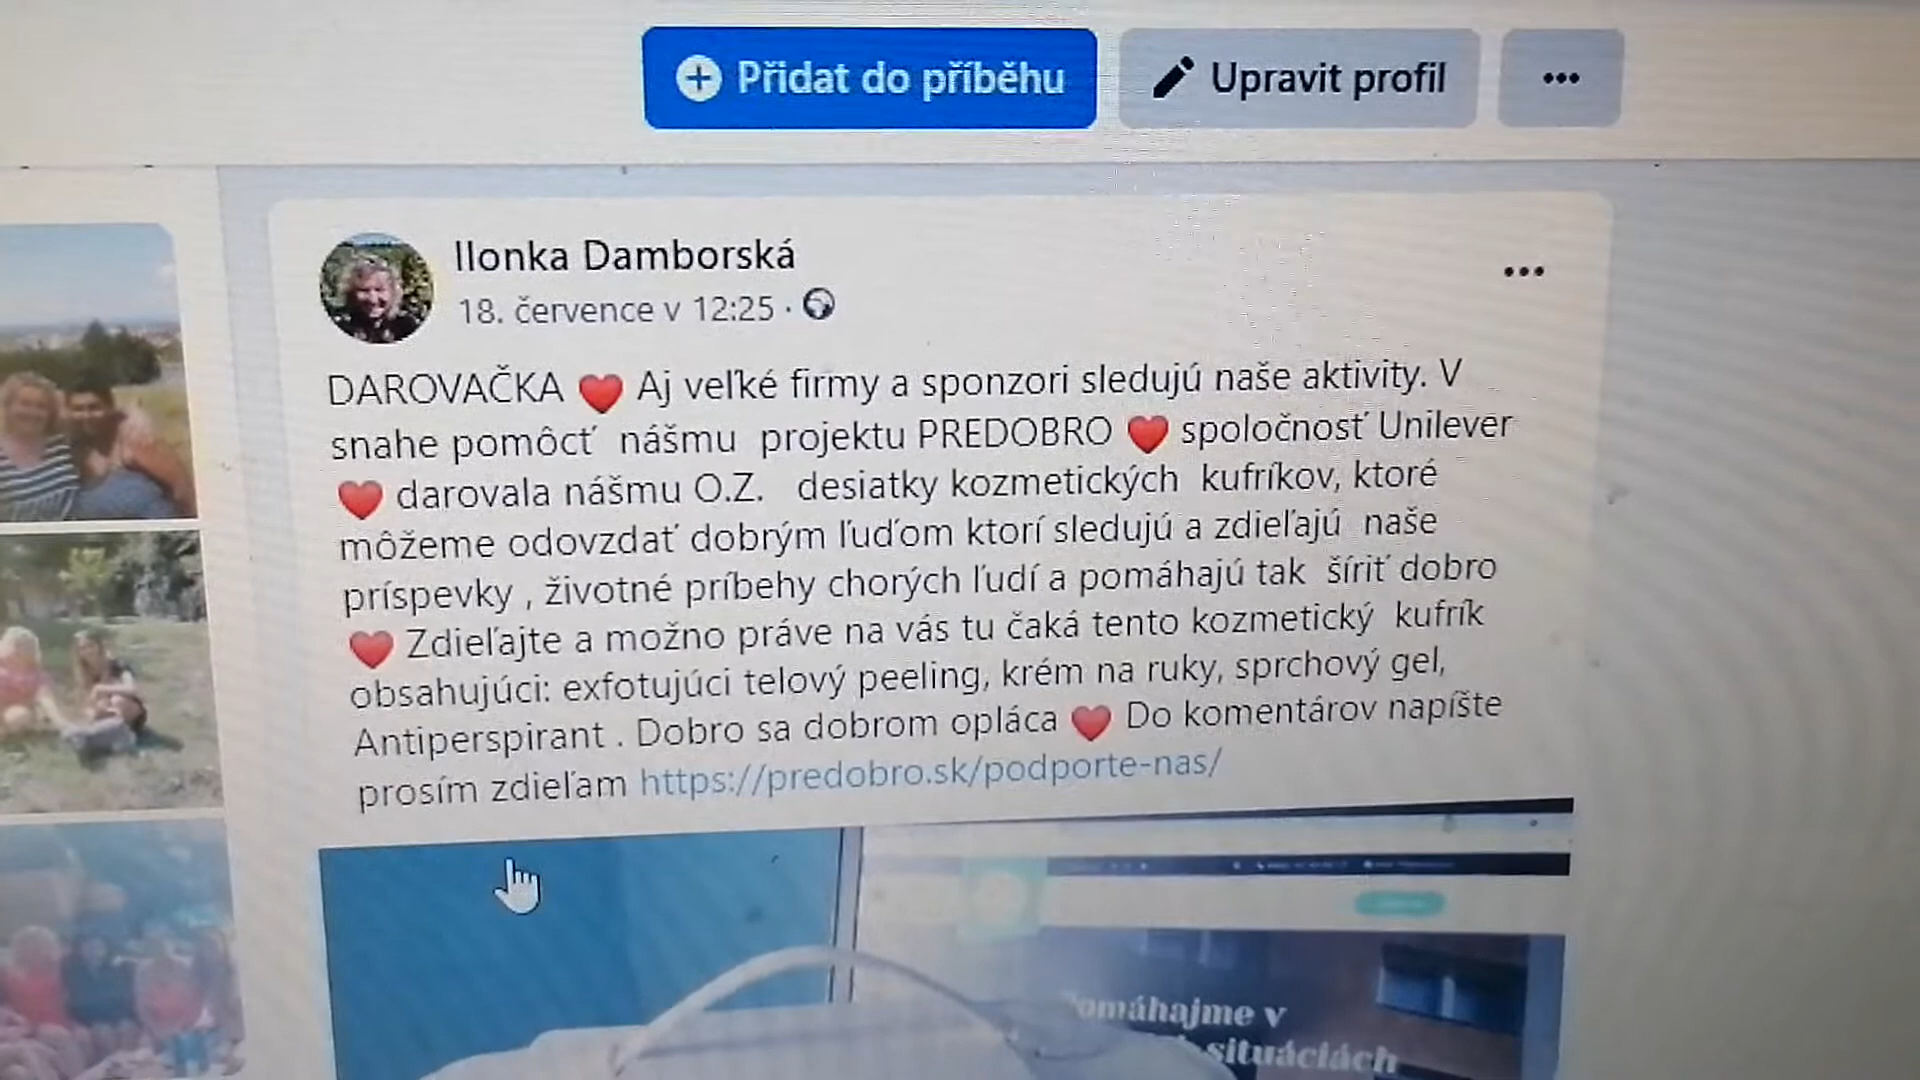 Přidat do příběhu
Upravit profil
Ilonka Damborská
18. července v 12:25 ·
DAROVAČKA ❤️ Aj veľké firmy a sponzori sledujú naše aktivity. V
snahe pomôcť nášmu projektu PREDOBRO ❤️ spoločnosť Unilever
❤️ darovala nášmu O.Z. desiatky kozmetických kufríkov, ktoré
môžeme odovzdať dobrým ľuďom ktorí sledujú a zdieľajú naše
príspevky , životné príbehy chorých ľudí a pomáhajú tak šíriť dobro
❤️ Zdieľajte a možno práve na vás tu čaká tento kozmetický kufrík
obsahujúci: exfotujúci telový peeling, krém na ruky, sprchový gel,
Antiperspirant . Dobro sa dobrom opláca ❤️ Do komentárov napíšte
prosím zdieľam https://predobro.sk/podporte-nas/
omáhajme v
situáciách